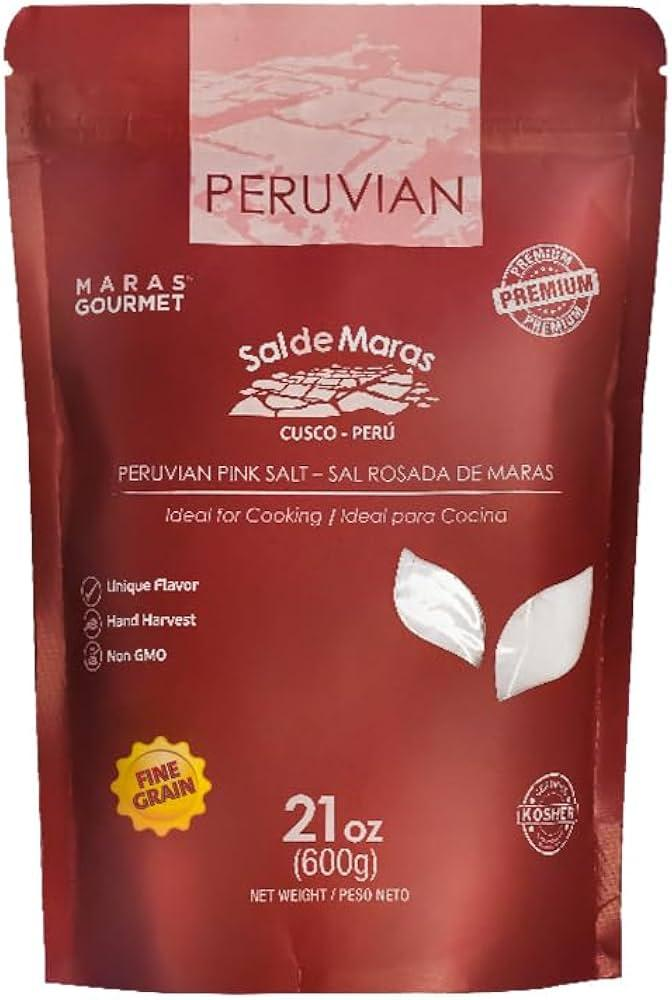 PERUVIAN
MARAS™
GOURMET
PREMIUM
PREMIUM
PREMIUM
Sal de Maras
CUSCO - PERÚ
PERUVIAN PINK SALT – SAL ROSADA DE MARAS
Ideal for Cooking / Ideal para Cocina
Unique Flavor
Hand Harvest
Non GMO
FINE
GRAIN
21 oz
(600g)
NET WEIGHT / PESO NETO
KOSHER